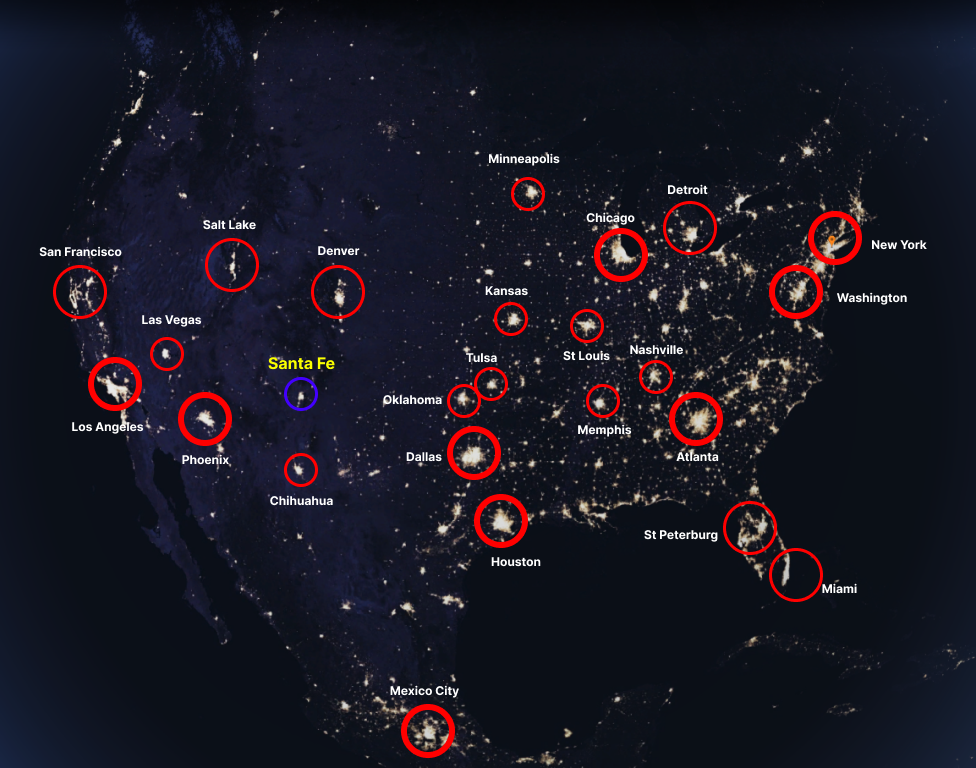 Minneapolis
Detroit
Chicago
Salt Lake
San Francisco
Denver
New York
Kansas
Washington
Las Vegas
St Louis
Nashville
Tulsa
Santa Fe
Oklahoma
Los Angeles
Memphis
Phoenix
Dallas
Atlanta
Chihuahua
St Peterburg
Houston
Miami
Mexico City